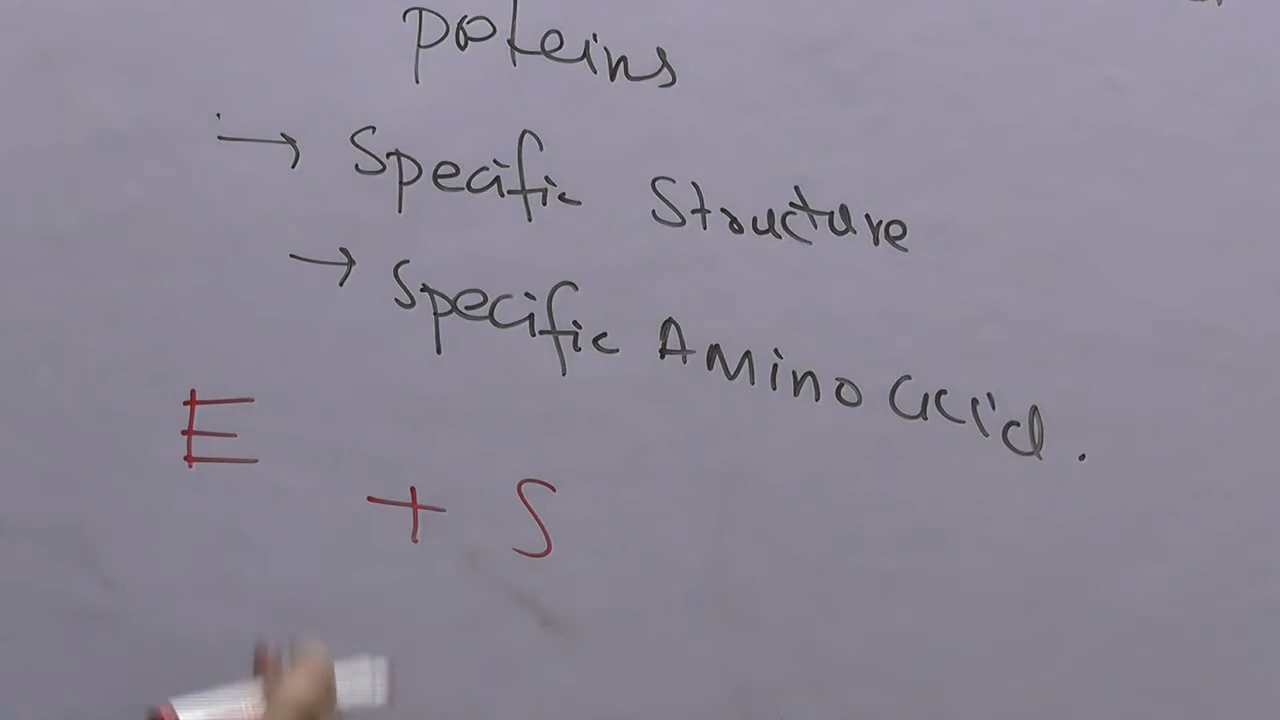 proteins
→ Specific Structure
→ Specific Amino acid.
E + S